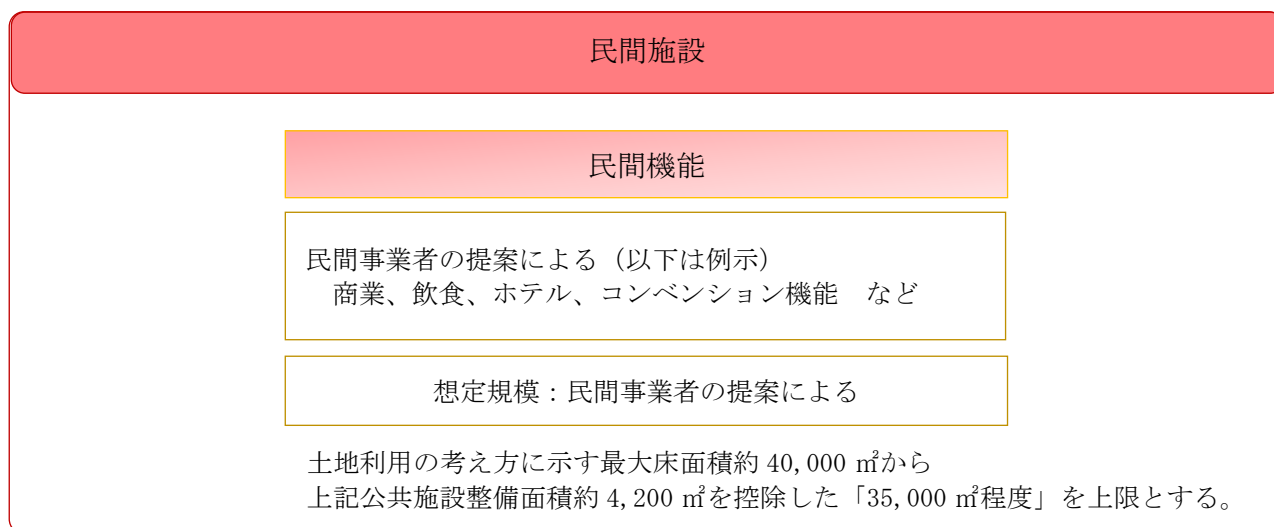 民間施設
民間機能
民間事業者の提案による（以下は例示）
商業、飲食、ホテル、コンベンション機能　など
想定規模：民間事業者の提案による
土地利用の考え方に示す最大床面積約 40,000 ㎡から
上記公共施設整備面積約 4,200 ㎡を控除した「35,000 ㎡程度」を上限とする。